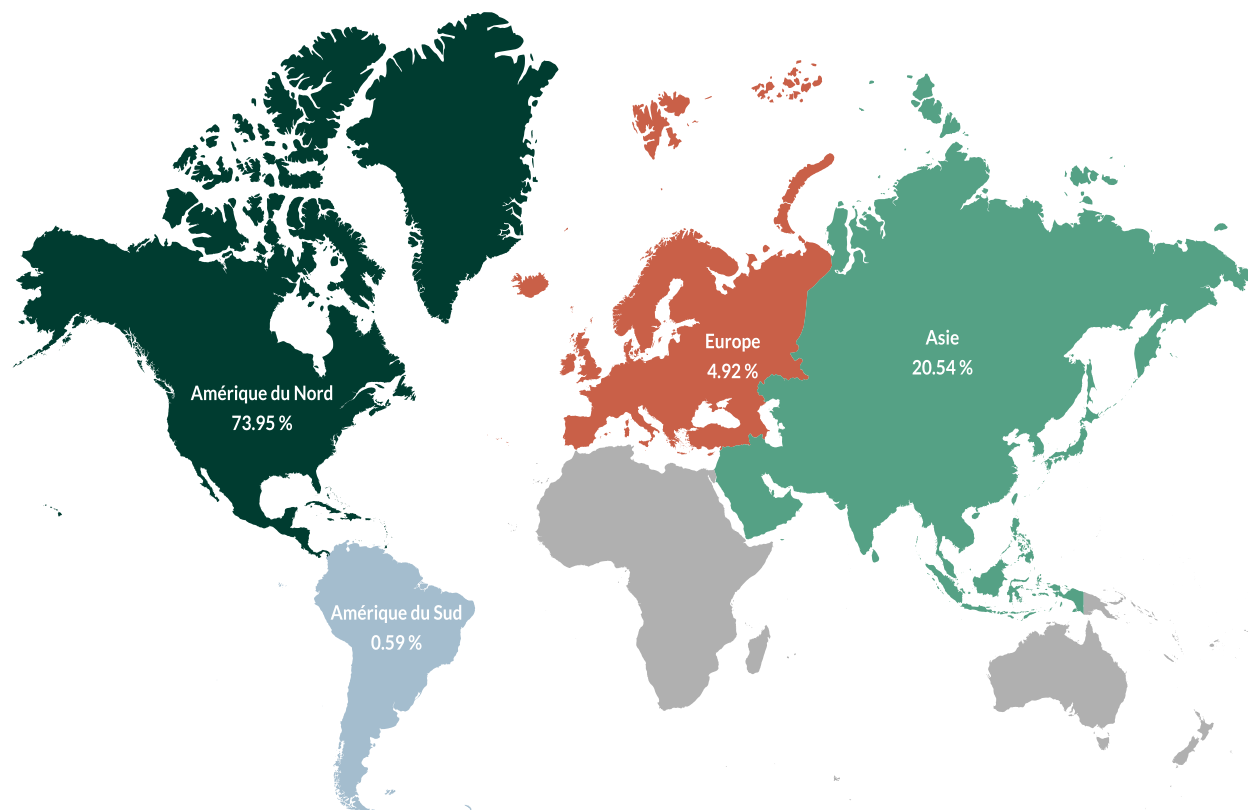 Europe
4.92 %
Asie
20.54 %
Amérique du Nord
73.95 %
Amérique du Sud
0.59 %